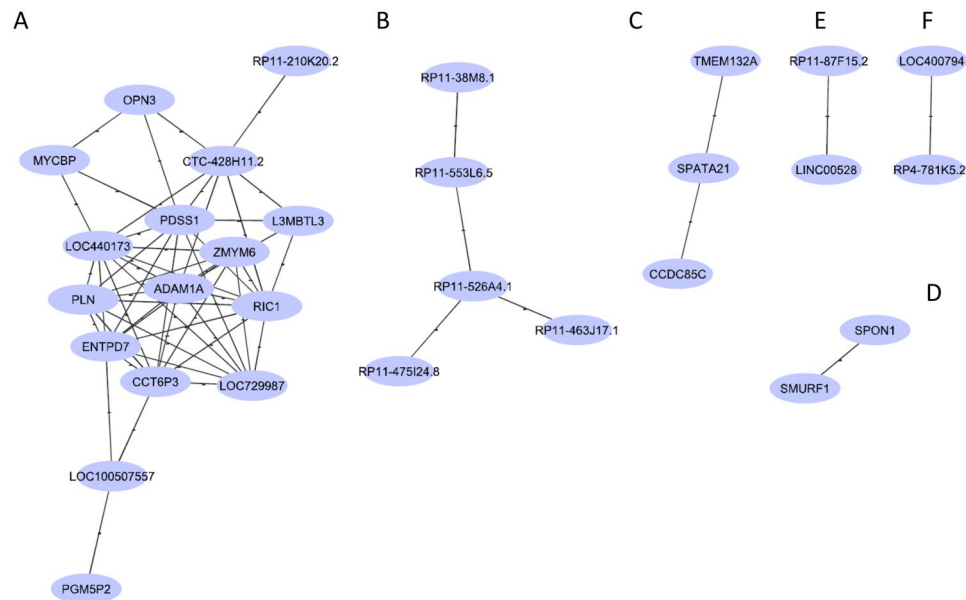 A
B
C
E
F
RP11-210K20.2
OPN3
MYCBP
CTC-428H11.2
PDSS1
L3MBTL3
LOC440173
ZMYM6
ADAM1A
PLN
RIC1
ENTPD7
CCT6P3
LOC729987
LOC100507557
PGM5P2
RP11-38M8.1
RP11-553L6.5
RP11-526A4.1
RP11-463J17.1
RP11-475I24.8
TMEM132A
SPATA21
CCDC85C
RP11-87F15.2
LINC00528
LOC400794
RP4-781K5.2
D
SPON1
SMURF1